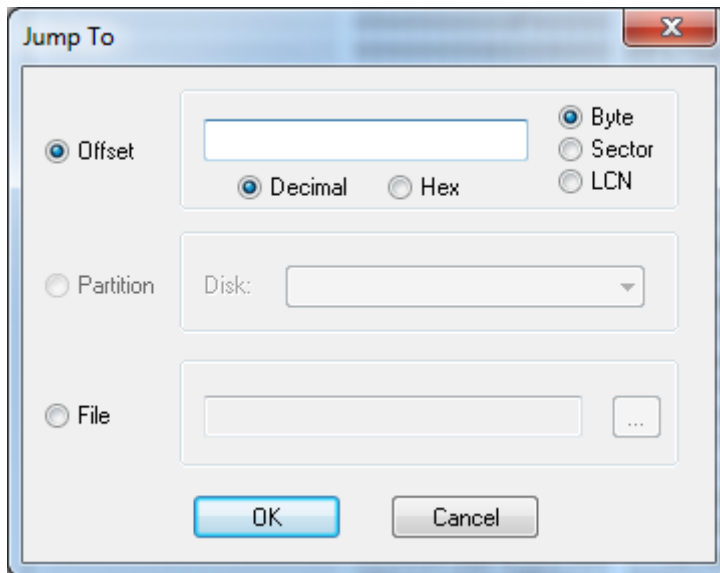 Jump To
Offset
Byte
Sector
LCN
Decimal Hex
Partition Disk:
File ...
OK Cancel